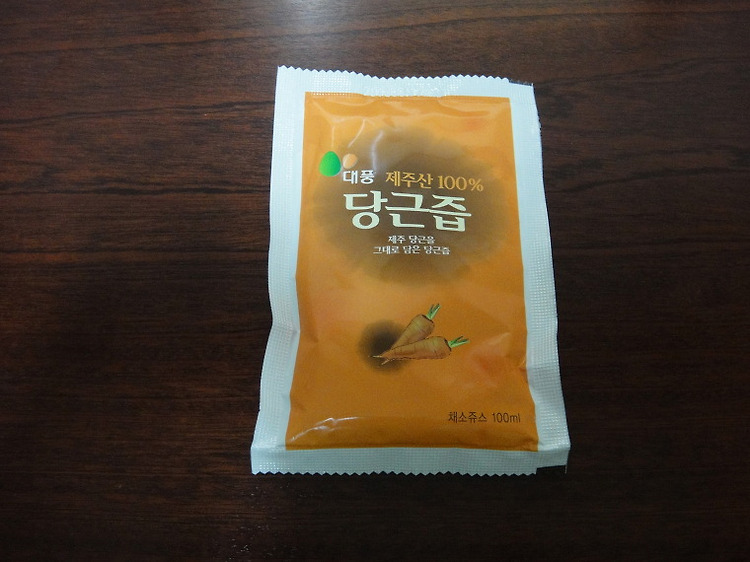 대풍 제주산 100%
당근즙
제주 당근을
그대로 담은 당근즙
채소쥬스 100ml